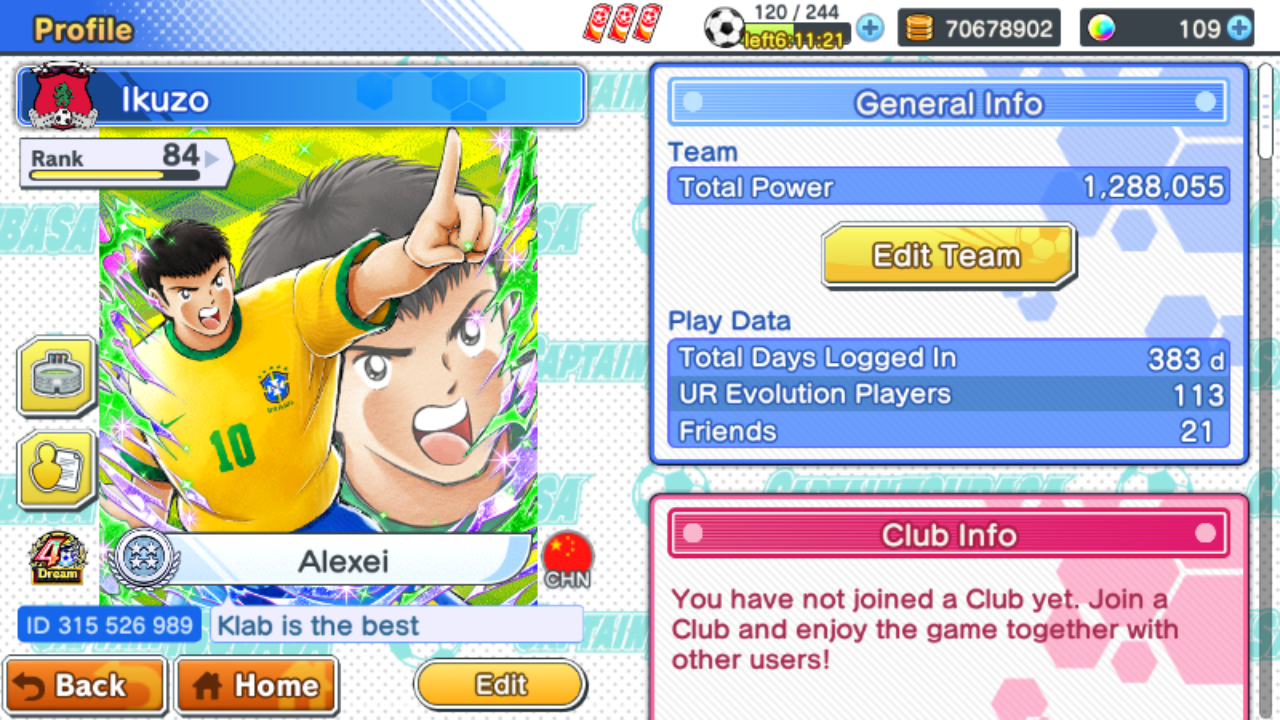 Profile
120 / 244
left6:11:21
70678902
109
Ikuzo
Rank 84
10
Alexei
4
Dream
CHN
ID 315 526 989
Klab is the best
Back
Home
Edit
General Info
Team
Total Power 1,288,055
Edit Team
Play Data
Total Days Logged In 383 d
UR Evolution Players 113
Friends 21
Club Info
You have not joined a Club yet. Join a
Club and enjoy the game together with
other users!